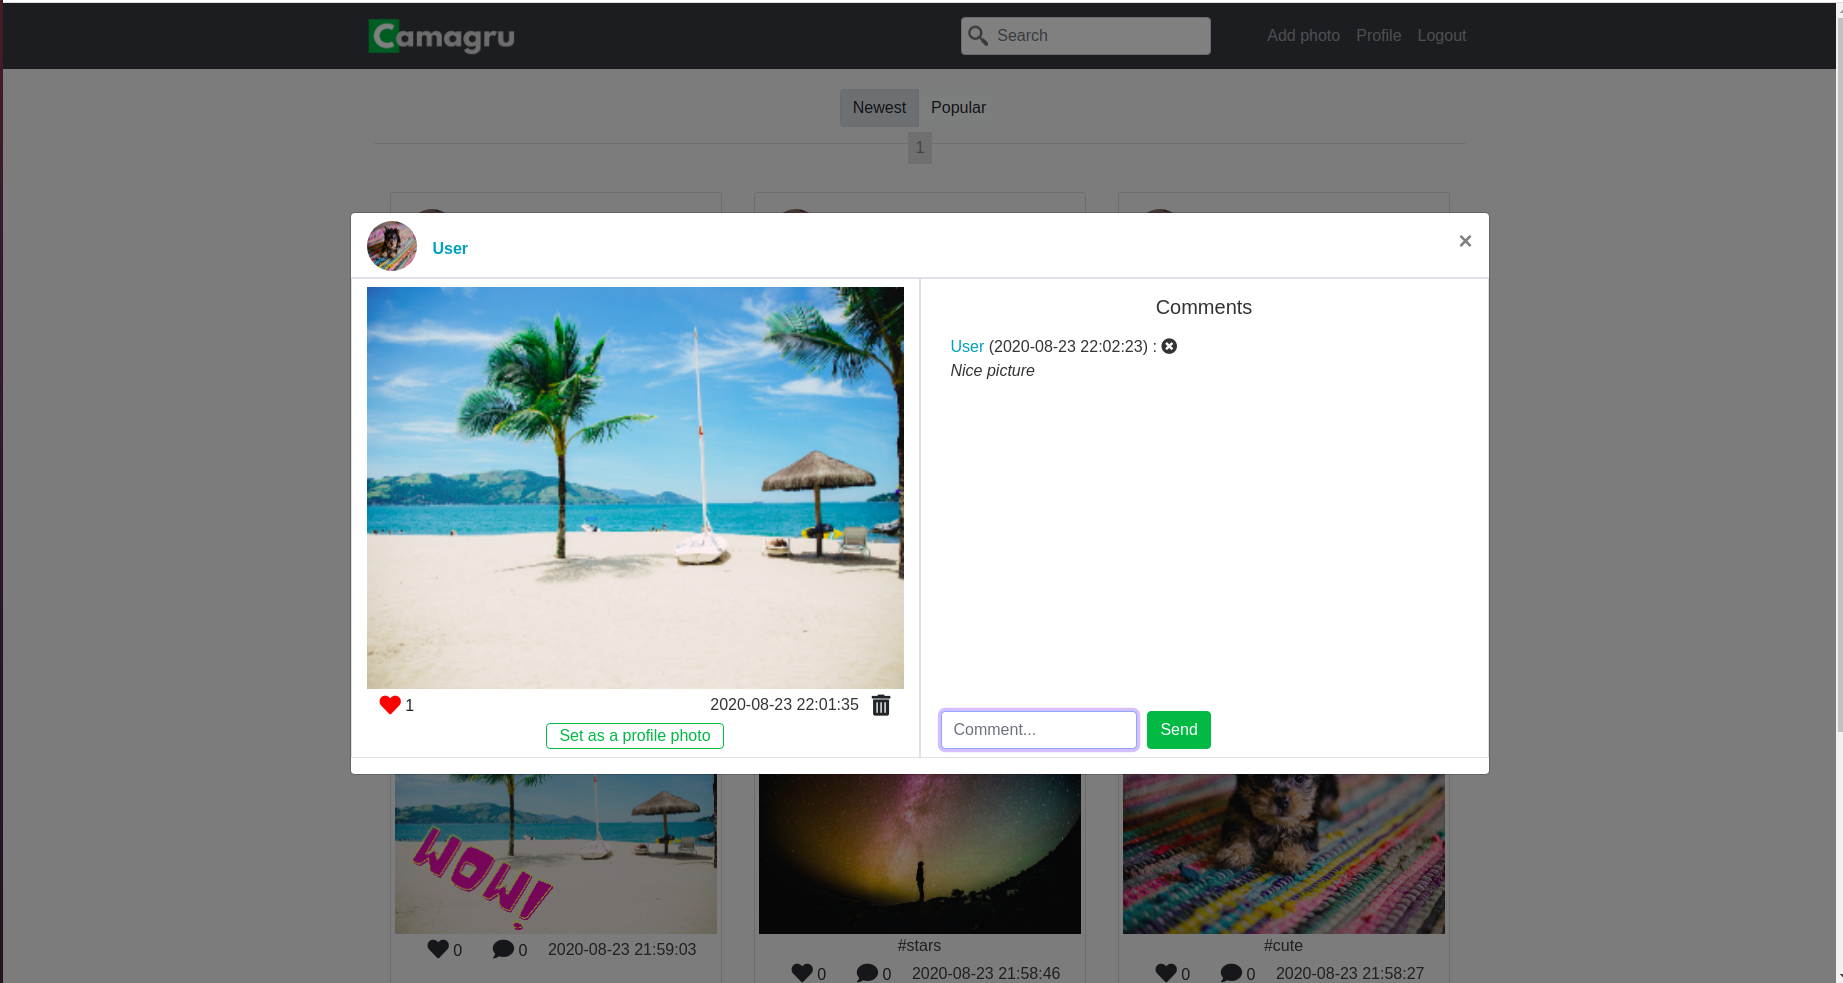 Camagru
Search
Add photo Profile Logout
Newest Popular
1
User
×
Comments
User (2020-08-23 22:02:23) :
Nice picture
1 2020-08-23 22:01:35
Set as a profile photo
Comment... Send
WOW!
0 0 2020-08-23 21:59:03
#stars
0 0 2020-08-23 21:58:46
#cute
0 0 2020-08-23 21:58:27